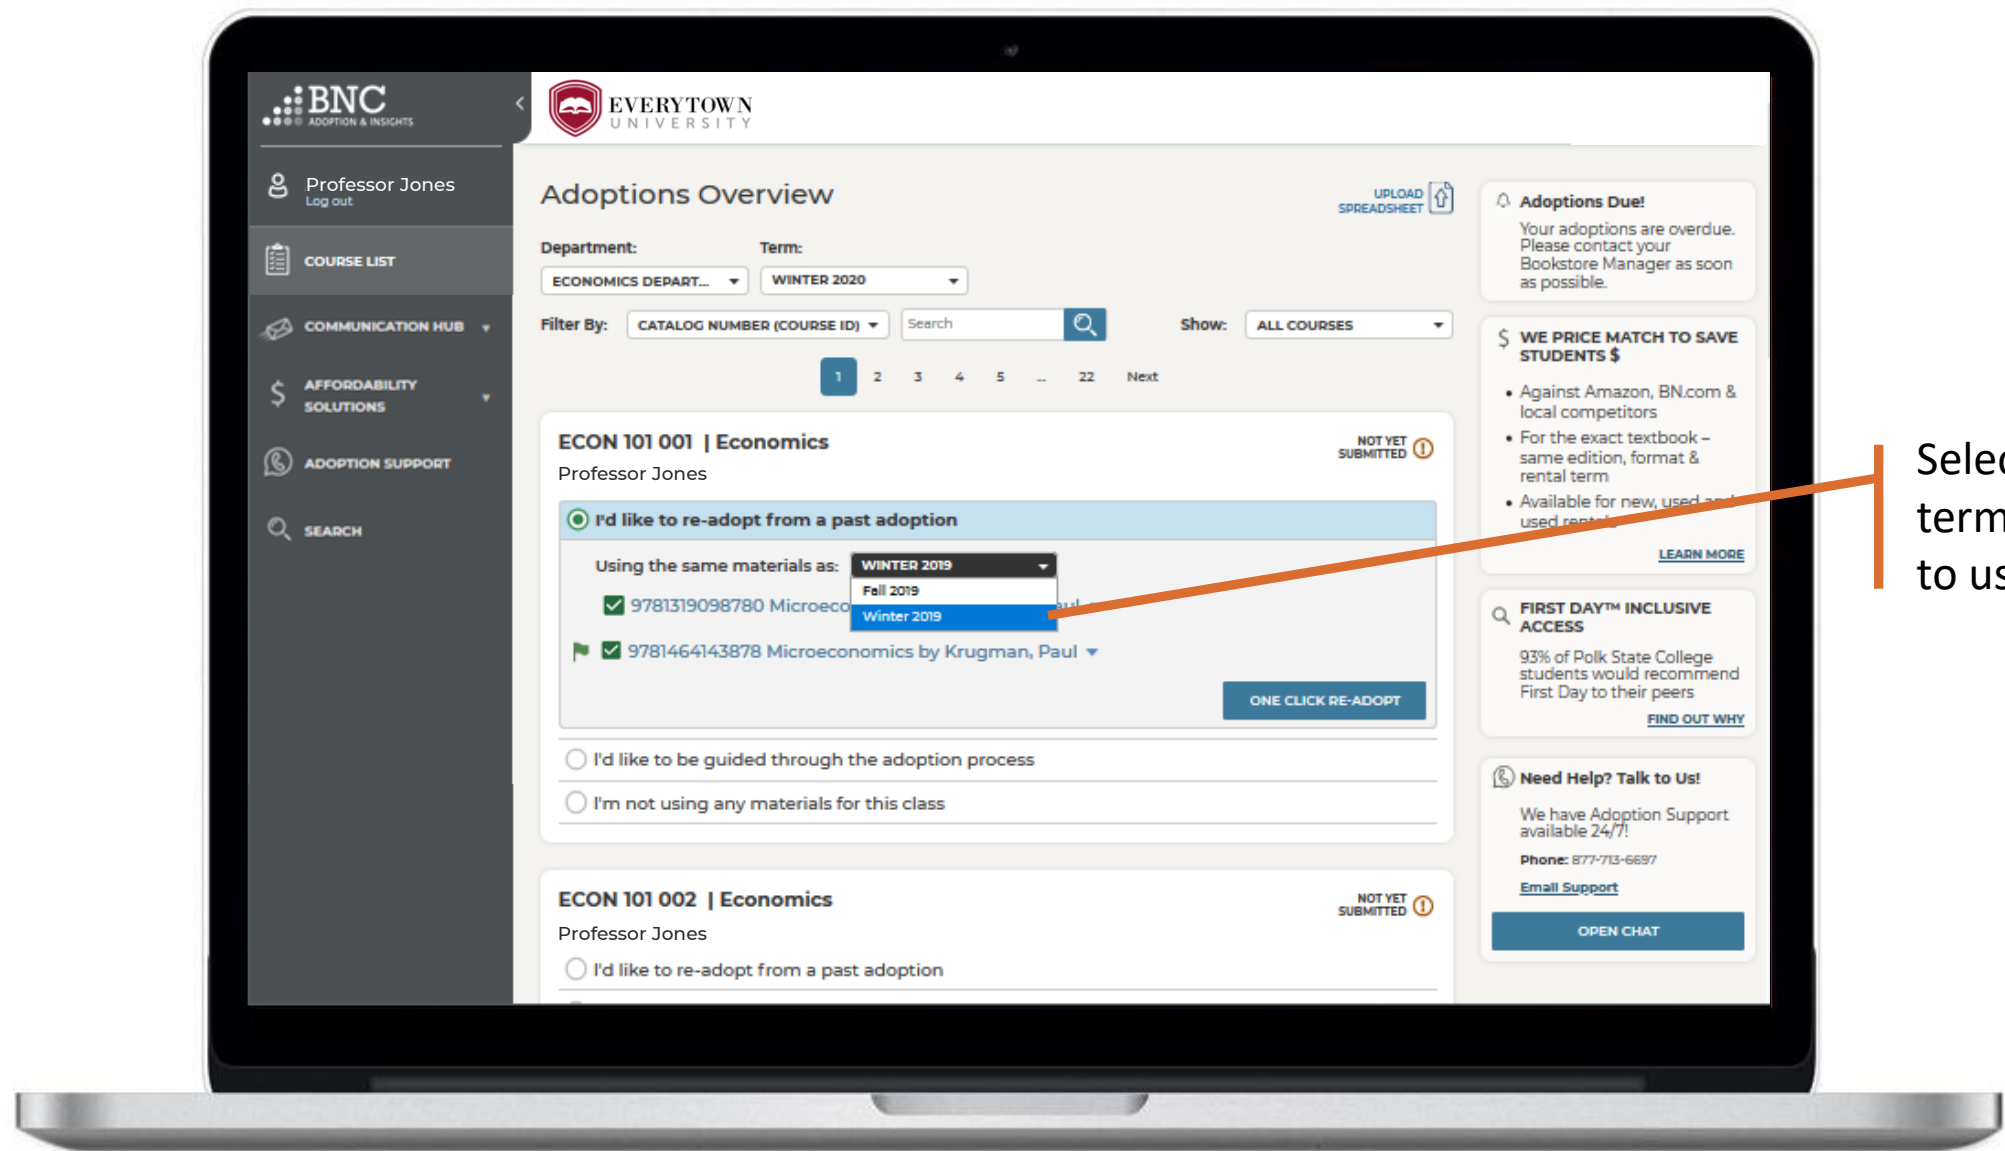 BNC
ADOPTION & INSIGHTS
<
EVERYTOWN
UNIVERSITY
Professor Jones
Log out
COURSE LIST
COMMUNICATION HUB
AFFORDABILITY
SOLUTIONS
ADOPTION SUPPORT
SEARCH
Adoptions Overview
UPLOAD
SPREADSHEET
Department:
Term:
ECONOMICS DEPART...
WINTER 2020
Filter By:
CATALOG NUMBER (COURSE ID)
Search
Show:
ALL COURSES
1 2 3 4 5 ... 22 Next
ECON 101 001 | Economics
NOT YET
SUBMITTED
Professor Jones
I'd like to re-adopt from a past adoption
Using the same materials as:
WINTER 2019
Fall 2019
Winter 2019
9781319098780
9781464143878 Microeconomics by Krugman, Paul
ONE CLICK RE-ADOPT
I'd like to be guided through the adoption process
I'm not using any materials for this class
ECON 101 002 | Economics
NOT YET
SUBMITTED
Professor Jones
I'd like to re-adopt from a past adoption
Adoptions Due!
Your adoptions are overdue.
Please contact your
Bookstore Manager as soon
as possible.
$ WE PRICE MATCH TO SAVE
STUDENTS $
• Against Amazon, BN.com &
local competitors
• For the exact textbook –
same edition, format &
rental term
• Available for new, used and
used rentals
LEARN MORE
FIRST DAY™ INCLUSIVE
ACCESS
93% of Polk State College
students would recommend
First Day to their peers
FIND OUT WHY
Need Help? Talk to Us!
We have Adoption Support
available 24/7!
Phone: 877-713-6697
Email Support
OPEN CHAT
term
to